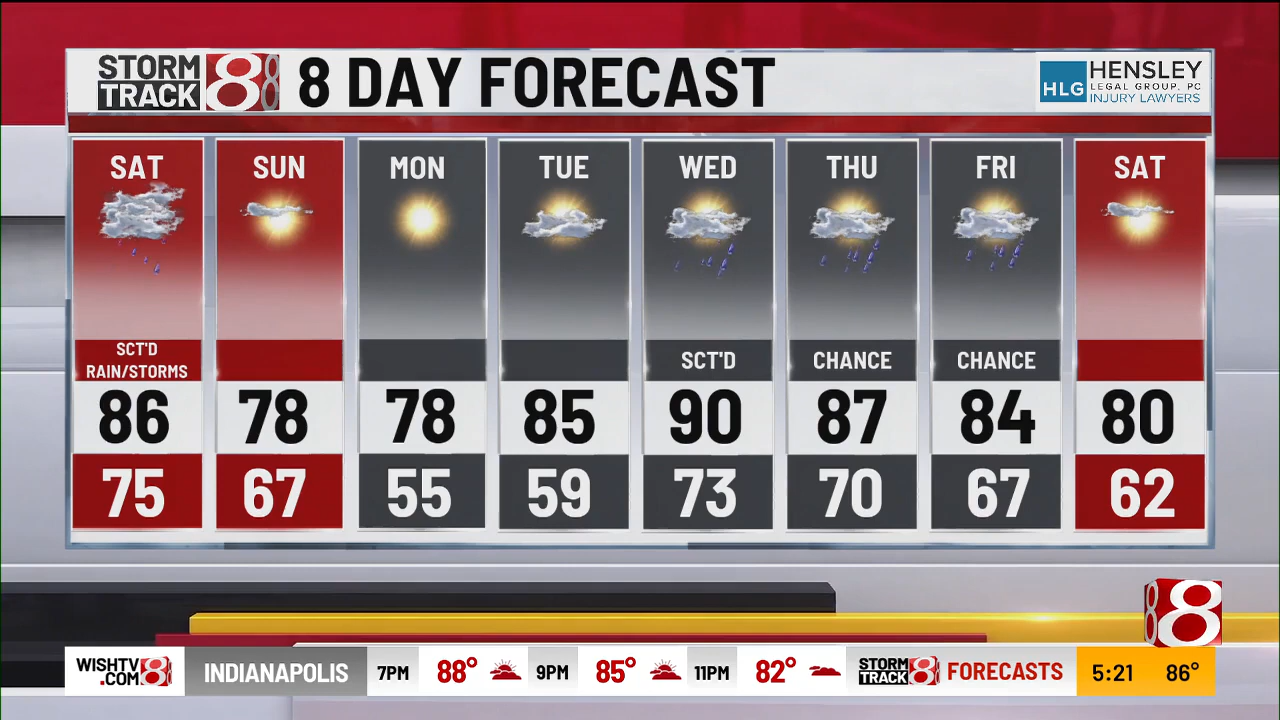 STORM TRACK 8 8 DAY FORECAST
HLG HENSLEY
LEGAL GROUP, PC
INJURY LAWYERS
SAT SUN MON TUE WED THU FRI SAT
SCT'D
RAIN/STORMS
SCT'D CHANCE CHANCE
86 78 78 85 90 87 84 80
75 67 55 59 73 70 67 62
8
WISHTV.COM 8 INDIANAPOLIS 7PM 88° 9PM 85° 11PM 82° STORM TRACK 8 FORECASTS 5:21 86°